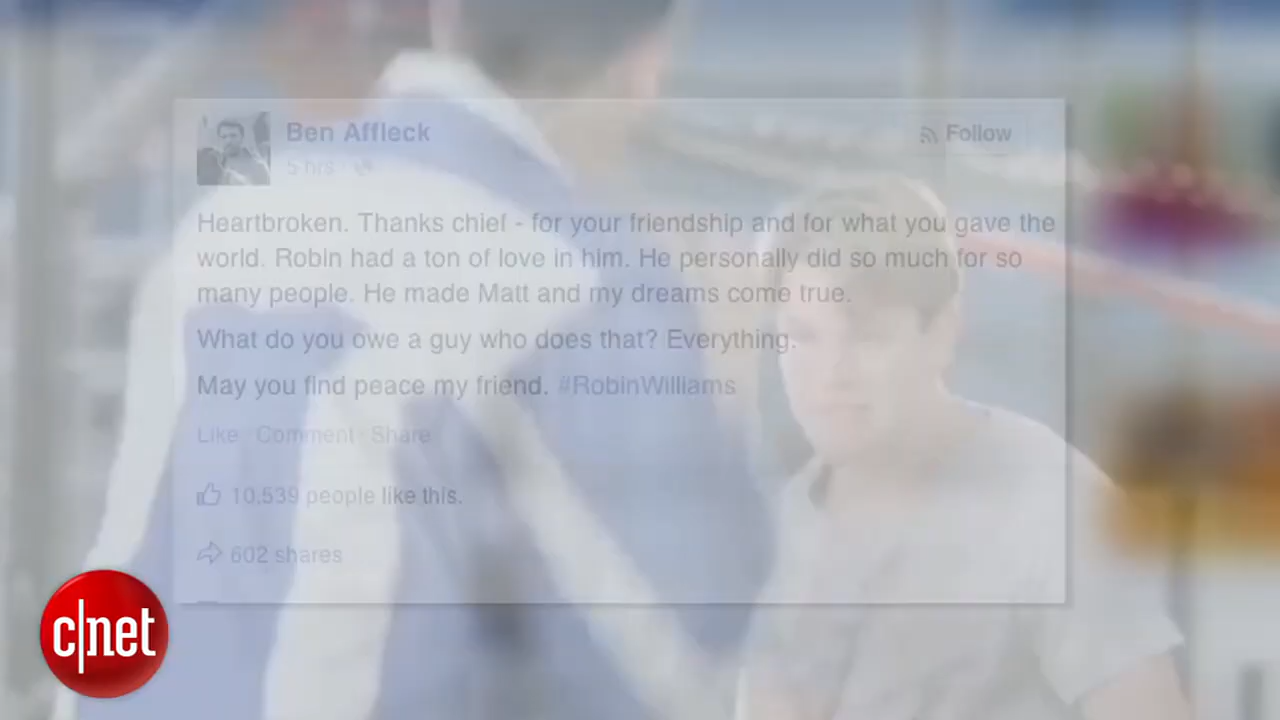 Ben Affleck
Follow
5 hrs
Heartbroken. Thanks chief - for your friendship and for what you gave the
world. Robin had a ton of love in him. He personally did so much for so
many people. He made Matt and my dreams come true.
What do you owe a guy who does that? Everything.
May you find peace my friend. #RobinWilliams
Like · Comment · Share
10,539 people like this.
602 shares
c|net